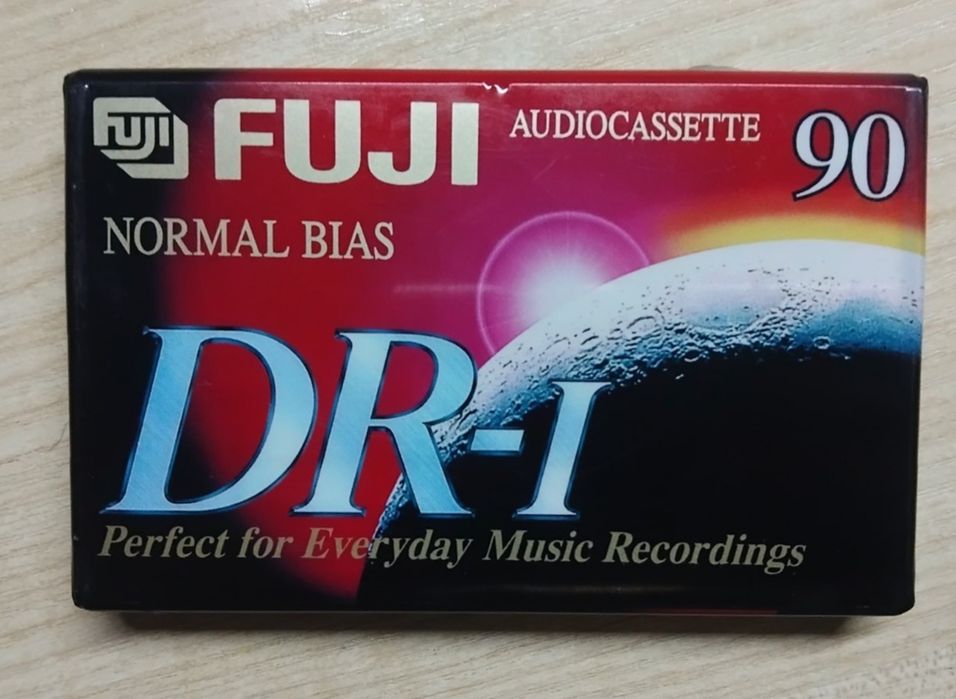 FUJI FUJI AUDIOCASSETTE 90
NORMAL BIAS
DR-I
Perfect for Everyday Music Recordings